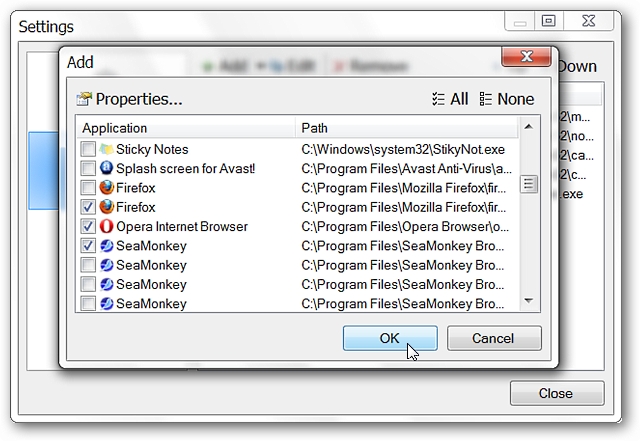 Settings
Add
Add Edit Remove Down
Properties... All None
Application Path
Sticky Notes C:\Windows\system32\StikyNot.exe
Splash screen for Avast! C:\Program Files\Avast Anti-Virus\a...
Firefox C:\Program Files\Mozilla Firefox\fir...
Firefox C:\Program Files\Mozilla Firefox\fir...
Opera Internet Browser C:\Program Files\Opera Browser\o...
SeaMonkey C:\Program Files\SeaMonkey Bro...
SeaMonkey C:\Program Files\SeaMonkey Bro...
SeaMonkey C:\Program Files\SeaMonkey Bro...
SeaMonkey C:\Program Files\SeaMonkey Bro...
2\m...
2\no...
2\ca...
2\c...
.exe
OK Cancel
Close